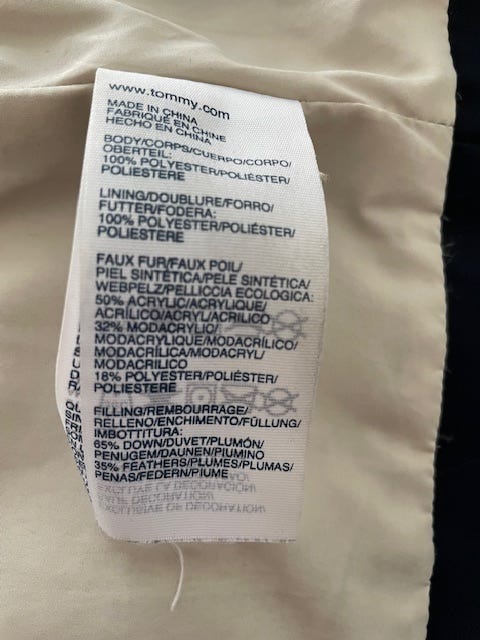 www.tommy.com
MADE IN CHINA
FABRIQUÉ EN CHINE
HECHO EN CHINA
BODY/CORPS/CUERPO/CORPO/
OBERTEIL:
100% POLYESTER/POLIÉSTER/
POLIESTERE
LINING/DOUBLURE/FORRO/
FUTTER/FODERA:
100% POLYESTER/POLIÉSTER/
POLIESTERE
FAUX FUR/FAUX POIL/
PIEL SINTÉTICA/PELE SINTÉTICA/
WEBPELZ/PELLICCIA ECOLOGICA:
50% ACRYLIC/ACRYLIQUE/
ACRÍLICO/ACRYL/ACRILICO
32% MODACRYLIC/
MODACRYLIQUE/MODACRÍLICO/
MODACRÍLICA/MODACRYL/
MODACRILICO
18% POLYESTER/POLIÉSTER/
POLIESTERE
FILLING/REMBOURRAGE/
RELLENO/ENCHIMENTO/FÜLLUNG/
IMBOTTITURA:
65% DOWN/DUVET/PLUMÓN/
PENUGEM/DAUNEN/PIUMINO
35% FEATHERS/PLUMES/PLUMAS/
PENAS/FEDERN/PIUME